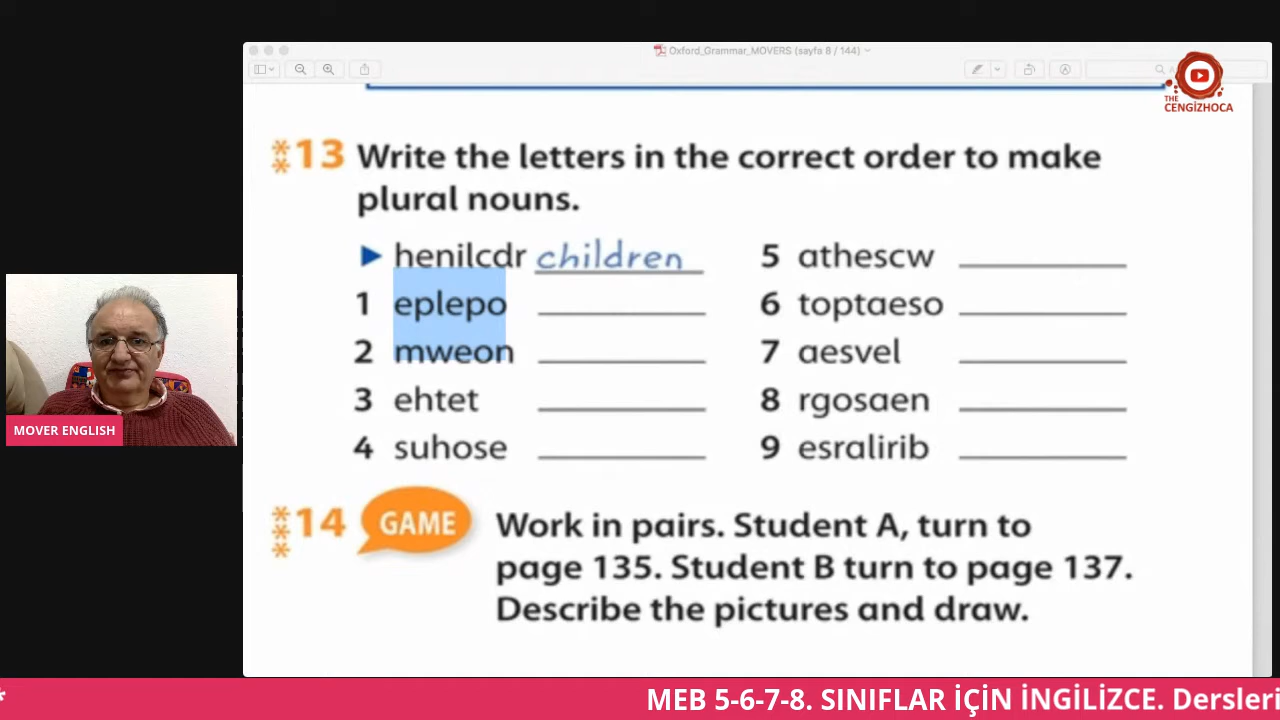 Oxford_Grammar_MOVERS (sayfa 8 / 144)
THE
CENGİZHOCA
13 Write the letters in the correct order to make
plural nouns.
henilcdr children
1 eplepo
2 mweon
3 ehtet
4 suhose
5 athescw
6 toptaeso
7 aesvel
8 rgosaen
9 esralirib
14 GAME Work in pairs. Student A, turn to
page 135. Student B turn to page 137.
Describe the pictures and draw.
MOVER ENGLISH
MEB 5-6-7-8. SINIFLAR İÇİN İNGİLİZCE. Dersleri